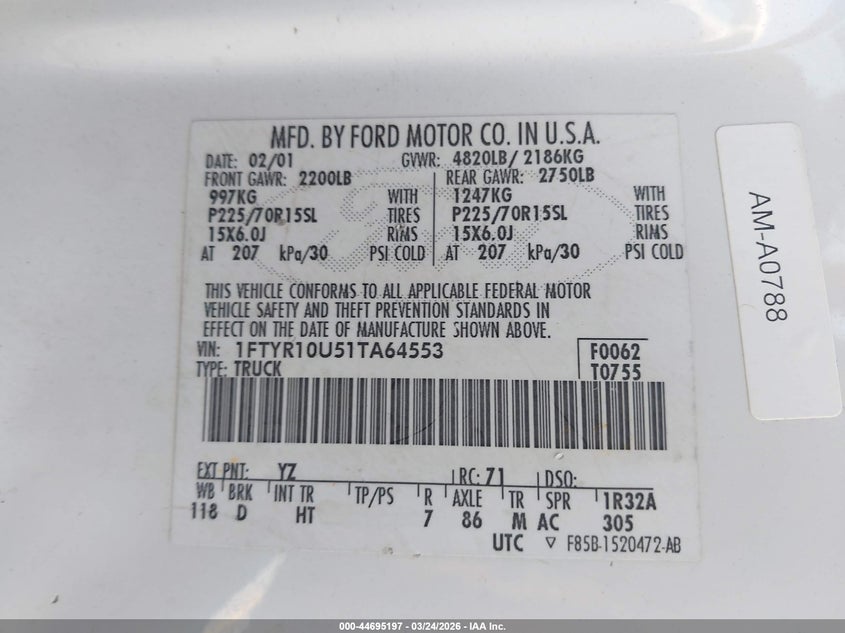 MFD. BY FORD MOTOR CO. IN U.S.A.
DATE: 02/01 GVWR: 4820LB/ 2186KG
FRONT GAWR: 2200LB REAR GAWR: 2750LB
997KG WITH 1247KG WITH
P225/70R15SL TIRES P225/70R15SL TIRES
15X6.0J RIMS 15X6.0J RIMS
AT 207 kPa/30 PSI COLD AT 207 kPa/30 PSI COLD
THIS VEHICLE CONFORMS TO ALL APPLICABLE FEDERAL MOTOR
VEHICLE SAFETY AND THEFT PREVENTION STANDARDS IN
EFFECT ON THE DATE OF MANUFACTURE SHOWN ABOVE.
VIN: 1FTYR10U51TA64553 F0062
TYPE: TRUCK T0755
EXT PNT: YZ RC: 71 DSO:
WB BRK INT TR TP/PS R AXLE TR SPR 1R32A
118 D HT 7 86 M AC 305
UTC ▽ F85B-1520472-AB
AM-A0788
000-44695197 - 03/24/2026 - IAA Inc.